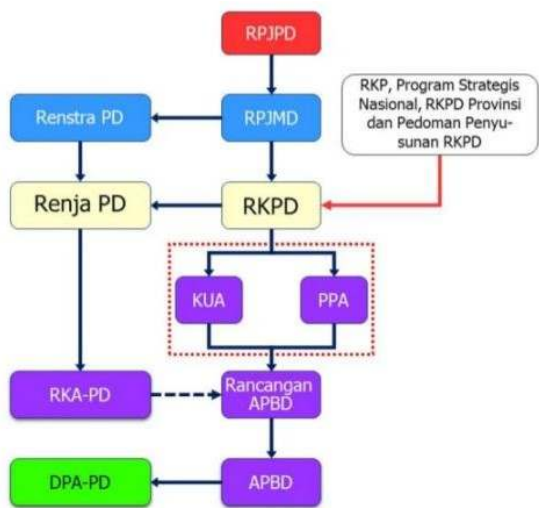 RPJPD
RKP, Program Strategis
Nasional, RKPD Provinsi
dan Pedoman Penyu-
sunan RKPD
Renstra PD
RPJMD
Renja PD
RKPD
KUA
PPA
RKA-PD
Rancangan
APBD
DPA-PD
APBD